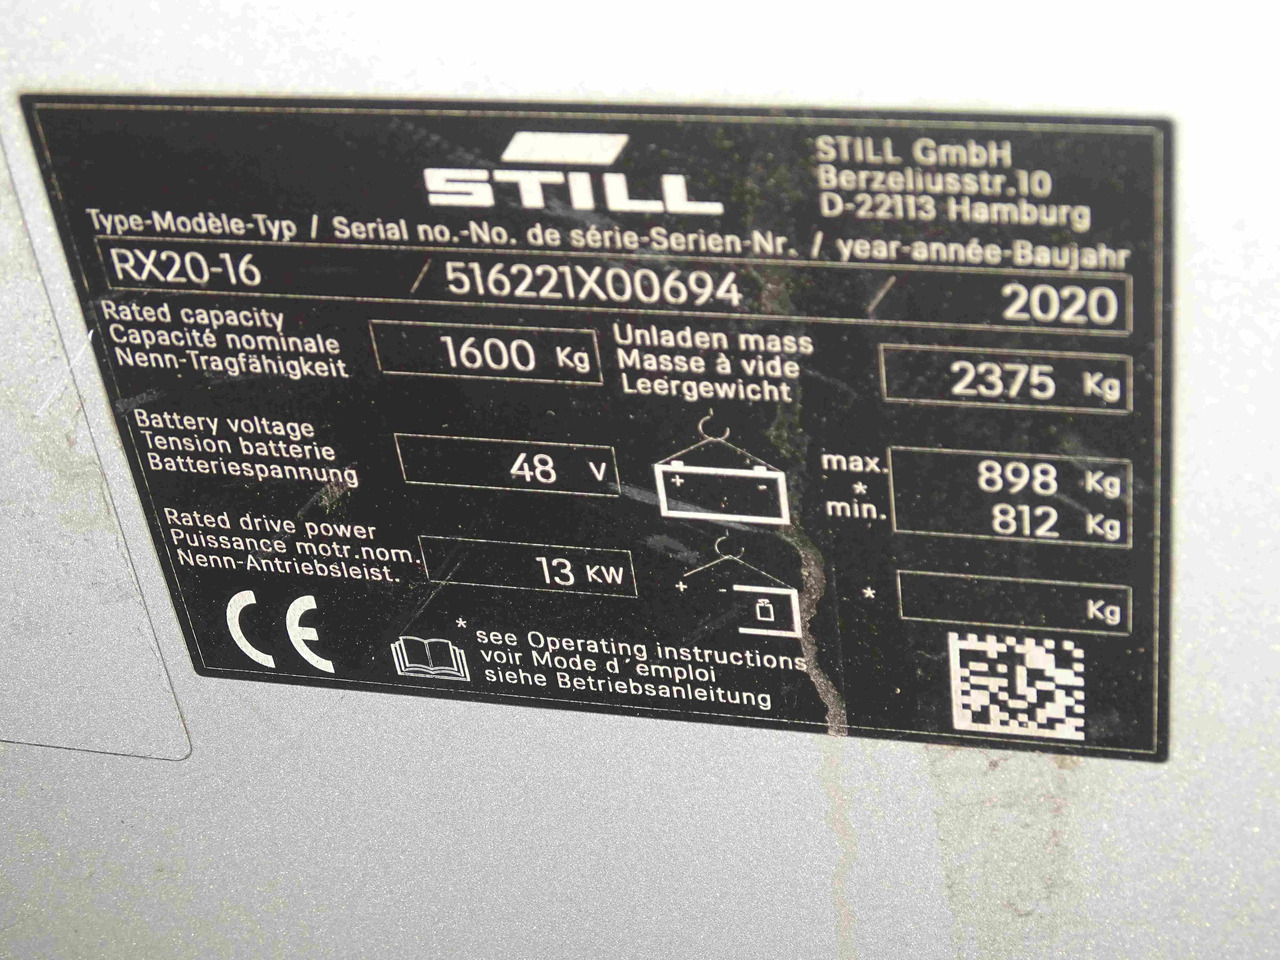 STILL
STILL GmbH
Berzeliusstr.10
D-22113 Hamburg
Type-Modèle-Typ / Serial no.-No. de série-Serien-Nr. / year-année-Baujahr
RX20-16 / 516221X00694 / 2020
Rated capacity
Capacité nominale
Nenn-Tragfähigkeit
1600 Kg
Unladen mass
Masse à vide
Leergewicht
2375 Kg
Battery voltage
Tension batterie
Batteriespannung
48 V
+ -
max. 898 Kg
*
min. 812 Kg
Rated drive power
Puissance motr.nom.
Nenn-Antriebsleist.
13 KW
+ -
* Kg
CE
* see Operating instructions
voir Mode d´emploi
siehe Betriebsanleitung